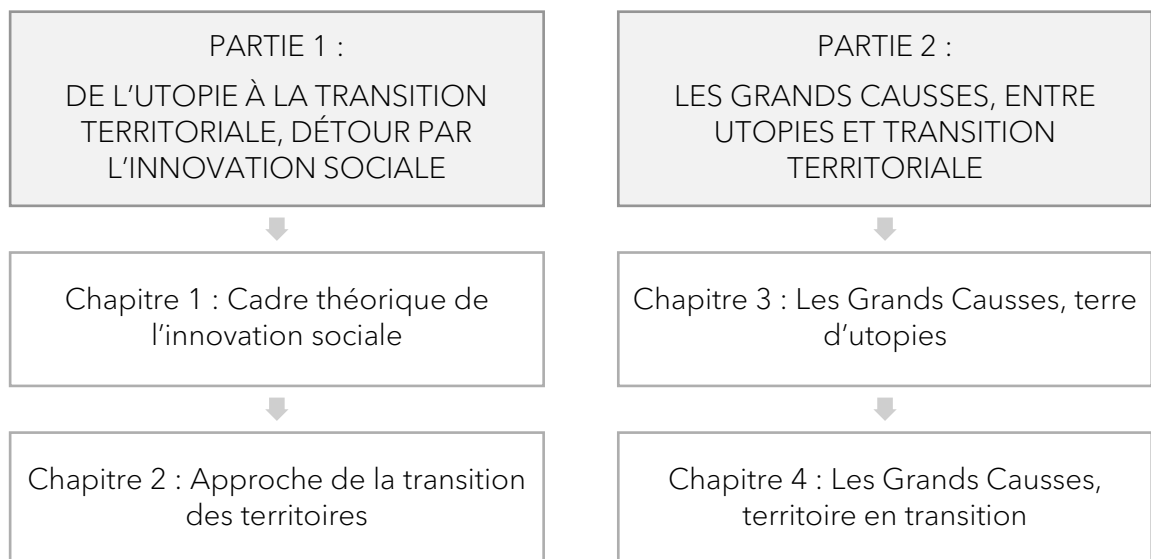 PARTIE 1 :
DE L’UTOPIE À LA TRANSITION
TERRITORIALE, DÉTOUR PAR
L’INNOVATION SOCIALE
Chapitre 1 : Cadre théorique de
l’innovation sociale
Chapitre 2 : Approche de la transition
des territoires
PARTIE 2 :
LES GRANDS CAUSSES, ENTRE
UTOPIES ET TRANSITION
TERRITORIALE
Chapitre 3 : Les Grands Causses, terre
d’utopies
Chapitre 4 : Les Grands Causses,
territoire en transition